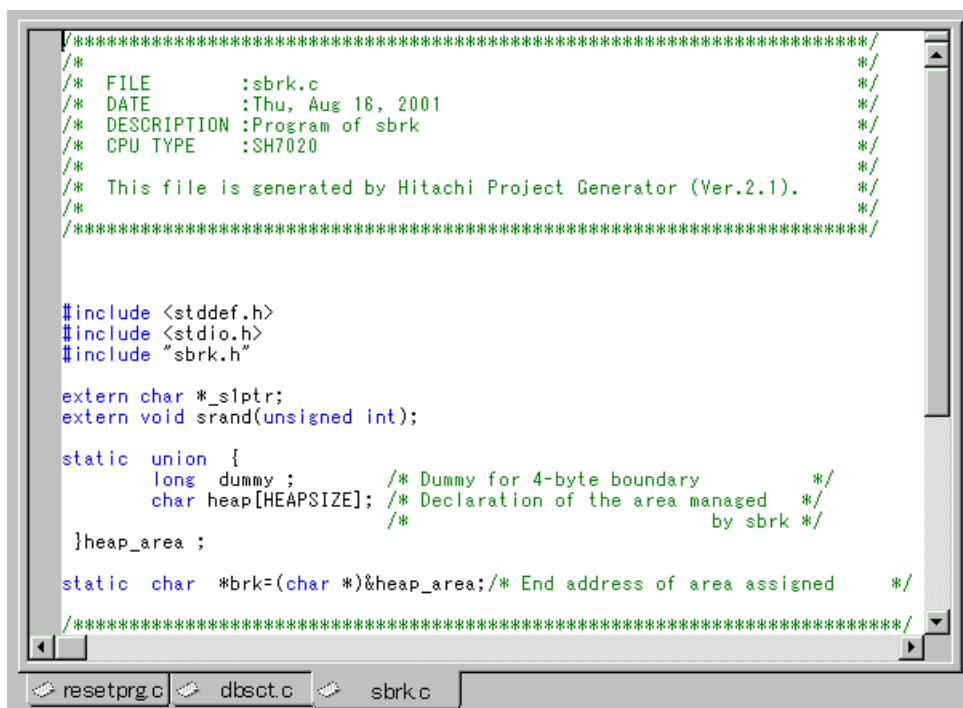 /************************************************************************/
/*                                                                      */
/*  FILE        :sbrk.c                                                 */
/*  DATE        :Thu, Aug 16, 2001                                      */
/*  DESCRIPTION :Program of sbrk                                        */
/*  CPU TYPE    :SH7020                                                 */
/*                                                                      */
/*  This file is generated by Hitachi Project Generator (Ver.2.1).      */
/*                                                                      */
/************************************************************************/
#include <stddef.h>
#include <stdio.h>
#include "sbrk.h"
extern char *_s1ptr;
extern void srand(unsigned int);
static  union  {
        long  dummy ;        /* Dummy for 4-byte boundary          */
        char heap[HEAPSIZE]; /* Declaration of the area managed   */
                             /*                           by sbrk */
 }heap_area ;
static  char  *brk=(char *)&heap_area;/* End address of area assigned     */
/***************************************************************************/
resetprg.c dbsct.c sbrk.c